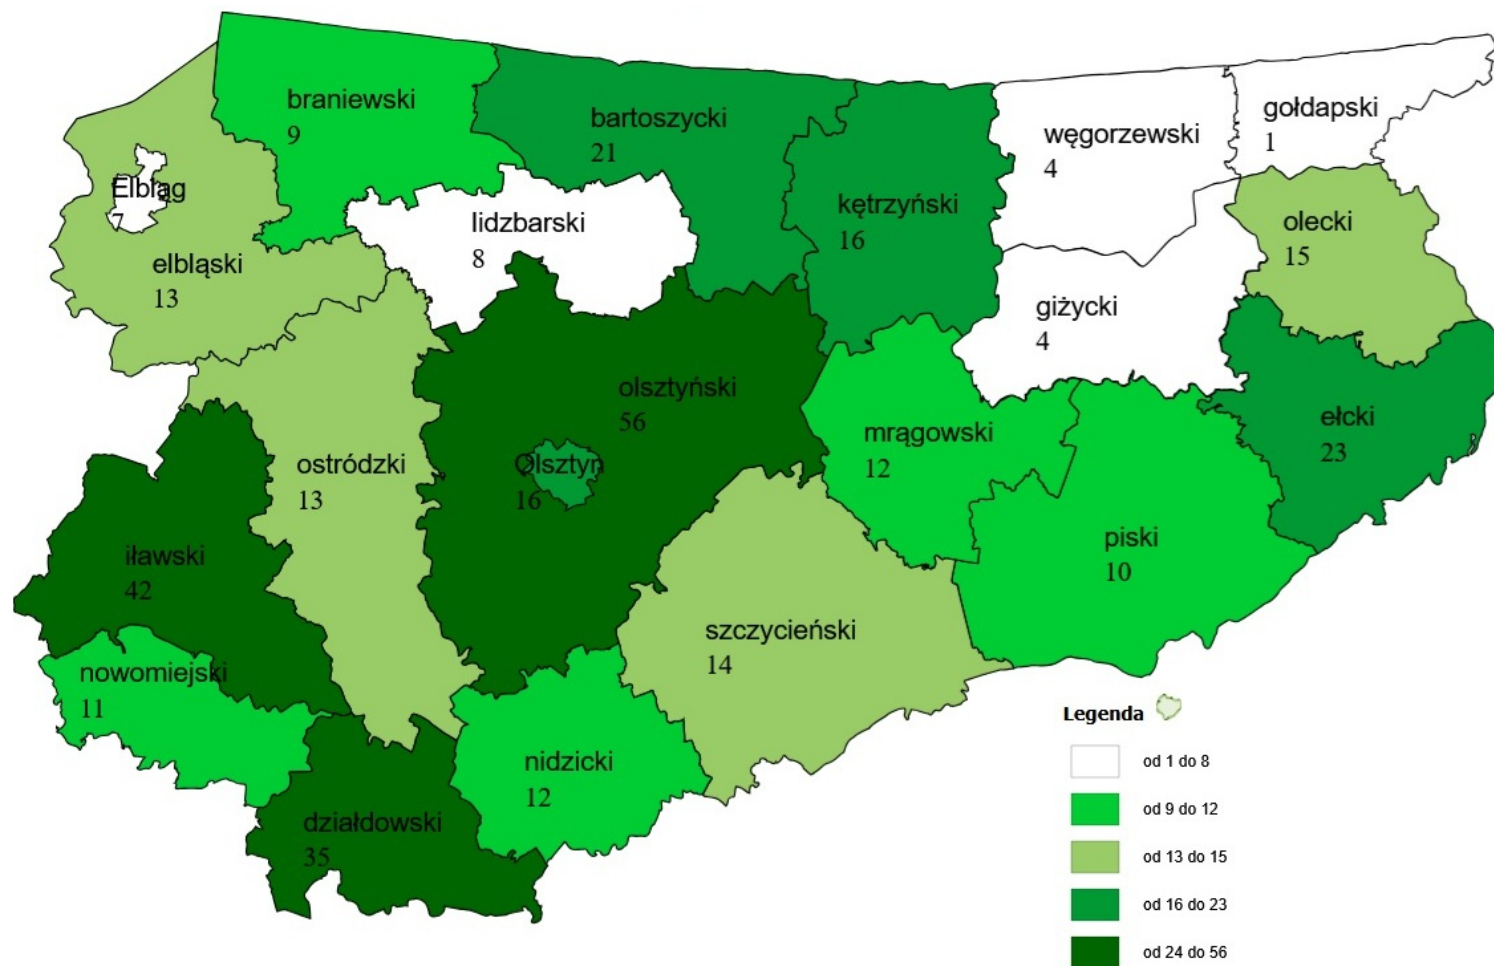 braniewski
9
bartoszycki
21
węgorzewski
4
gołdapski
1
Elbląg
7
kętrzyński
16
lidzbarski
8
olecki
15
elbląski
13
giżycki
4
olsztyński
56
ełcki
23
mrągowski
12
ostródzki
13
Olsztyn
16
iławski
42
piski
10
szczycieński
14
nowomiejski
11
nidzicki
12
działdowski
35
Legenda
od 1 do 8
od 9 do 12
od 13 do 15
od 16 do 23
od 24 do 56